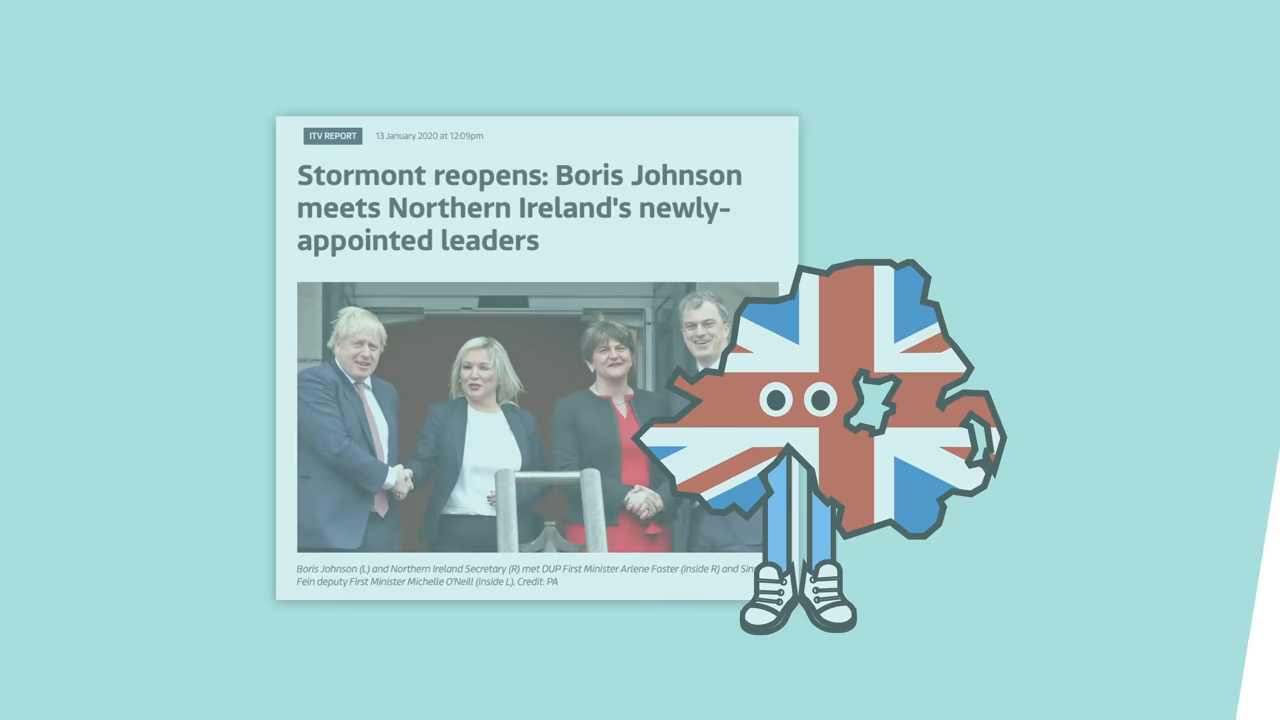 ITV REPORT 13 January 2020 at 12:09pm
Stormont reopens: Boris Johnson
meets Northern Ireland's newly-
appointed leaders
Boris Johnson (L) and Northern Ireland Secretary (R) met DUP First Minister Arlene Foster (inside R) and Sin
Fein deputy First Minister Michelle O'Neill (inside L). Credit: PA